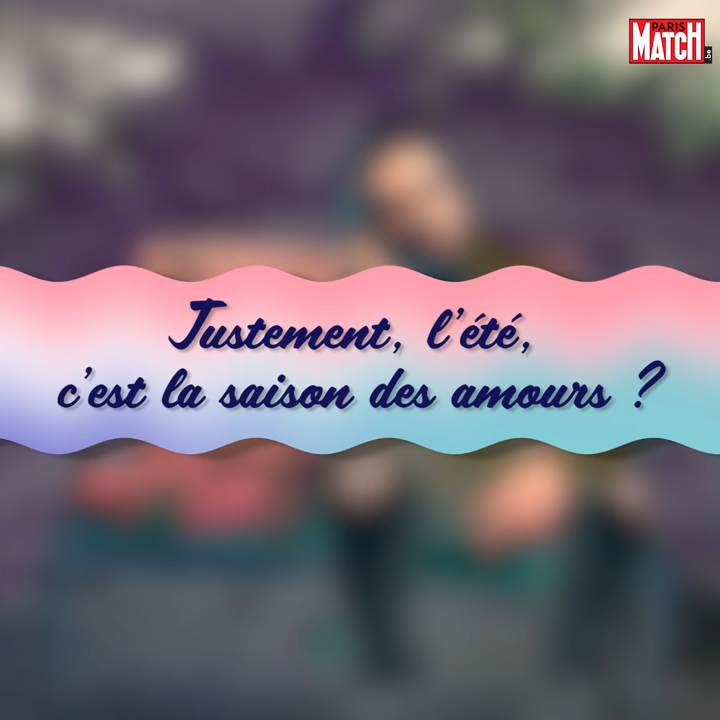 PARIS
MATCH
.be
Justement, l'été,
c'est la saison des amours ?